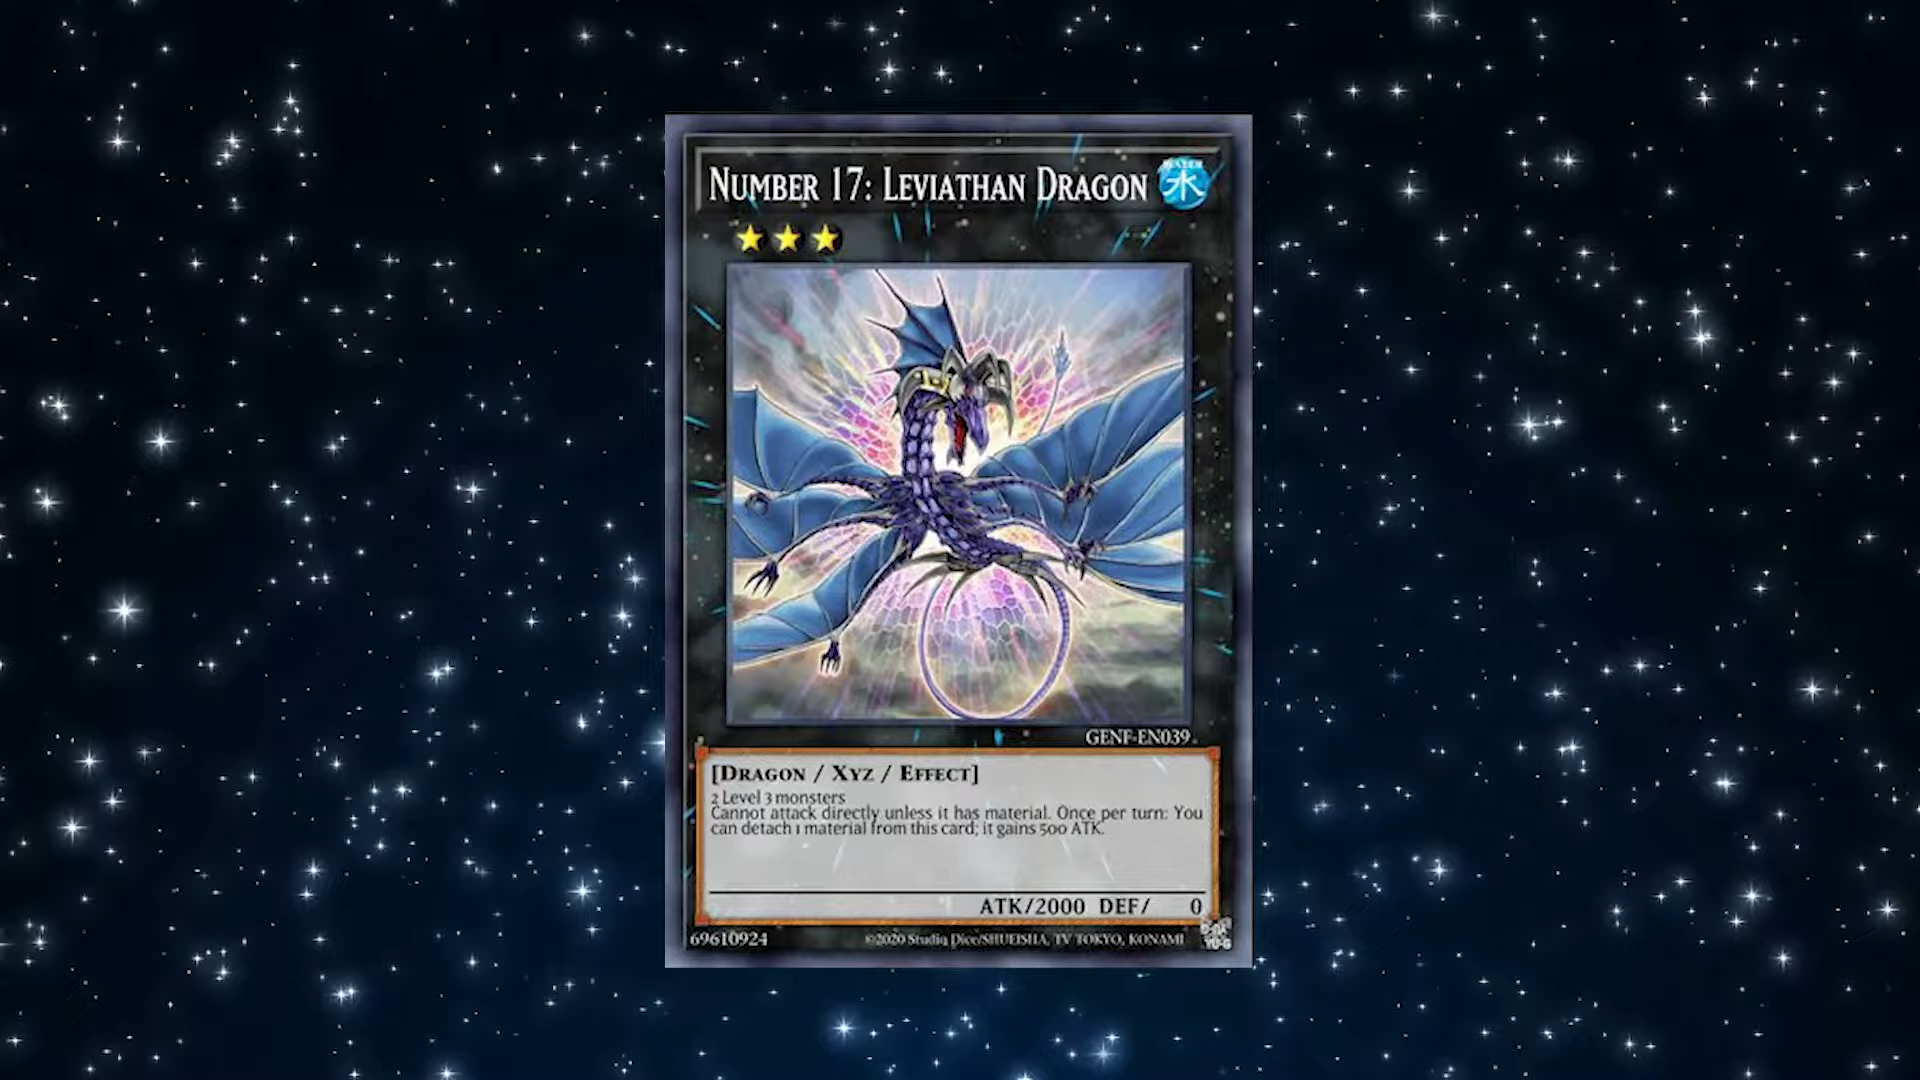 NUMBER 17: LEVIATHAN DRAGON
WATER
水
GENF-EN039
[DRAGON / XYZ / EFFECT]
2 Level 3 monsters
Cannot attack directly unless it has material. Once per turn: You
can detach 1 material from this card; it gains 500 ATK.
ATK/2000 DEF/ 0
69610924
©2020 Studio Dice/SHUEISHA, TV TOKYO, KONAMI